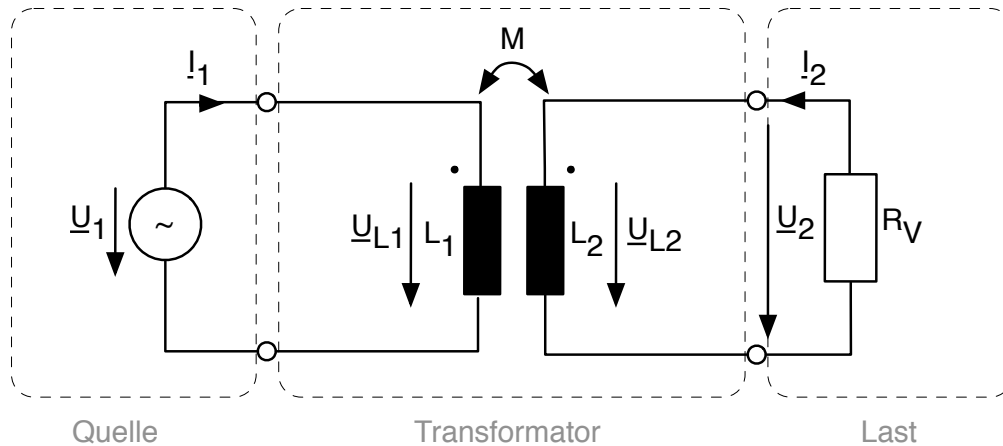 M
I1
I2
U1
~
UL1
L1
L2
UL2
U2
RV
Quelle
Transformator
Last